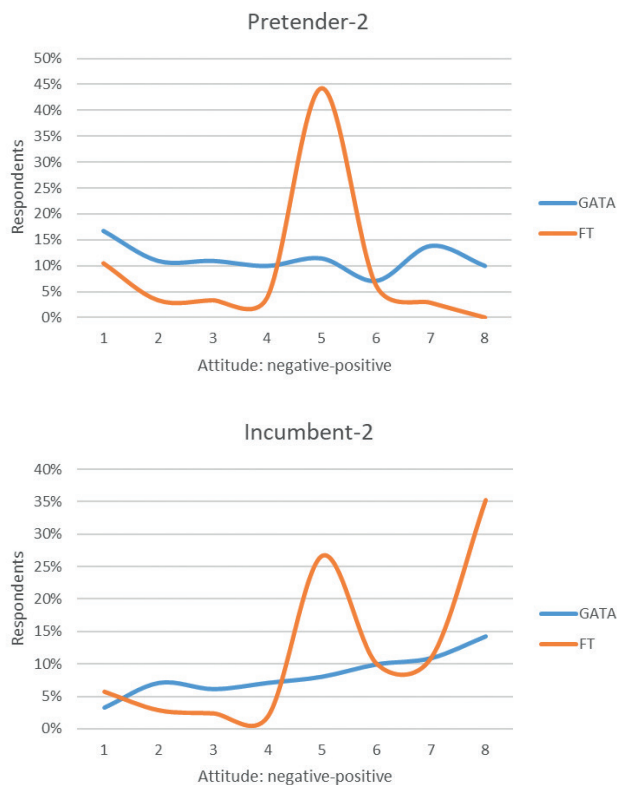 Pretender-2
50%
45%
40%
35%
30%
25%
20%
15%
10%
5%
0%
Respondents
1 2 3 4 5 6 7 8
Attitude: negative-positive
GATA
FT
Incumbent-2
40%
35%
30%
25%
20%
15%
10%
5%
0%
Respondents
1 2 3 4 5 6 7 8
Attitude: negative-positive
GATA
FT